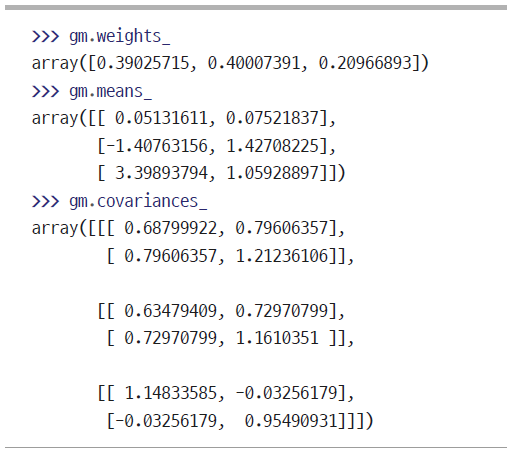 >>> gm.weights_
array([0.39025715, 0.40007391, 0.20966893])
>>> gm.means_
array([[ 0.05131611, 0.07521837],
       [-1.40763156, 1.42708225],
       [ 3.39893794, 1.05928897]])
>>> gm.covariances_
array([[[ 0.68799922, 0.79606357],
        [ 0.79606357, 1.21236106]],

       [[ 0.63479409, 0.72970799],
        [ 0.72970799, 1.1610351 ]],

       [[ 1.14833585, -0.03256179],
        [-0.03256179,  0.95490931]]])